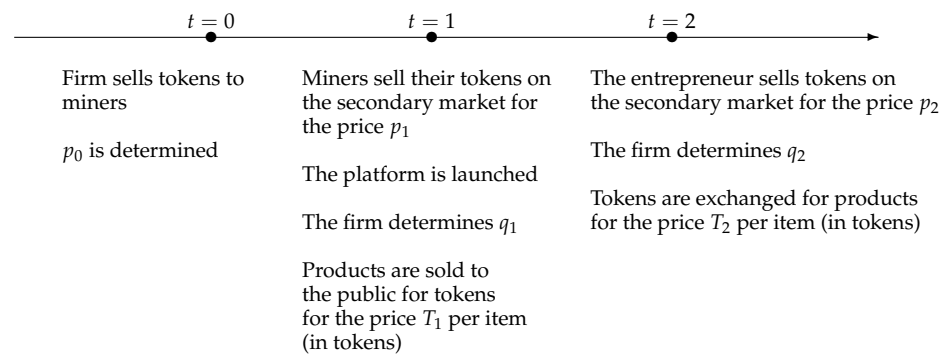 t = 0
t = 1
t = 2
Firm sells tokens to
miners
p₀ is determined
Miners sell their tokens on
the secondary market for
the price p₁
The platform is launched
The firm determines q₁
Products are sold to
the public for tokens
for the price T₁ per item
(in tokens)
The entrepreneur sells tokens on
the secondary market for the price p₂
The firm determines q₂
Tokens are exchanged for products
for the price T₂ per item (in tokens)